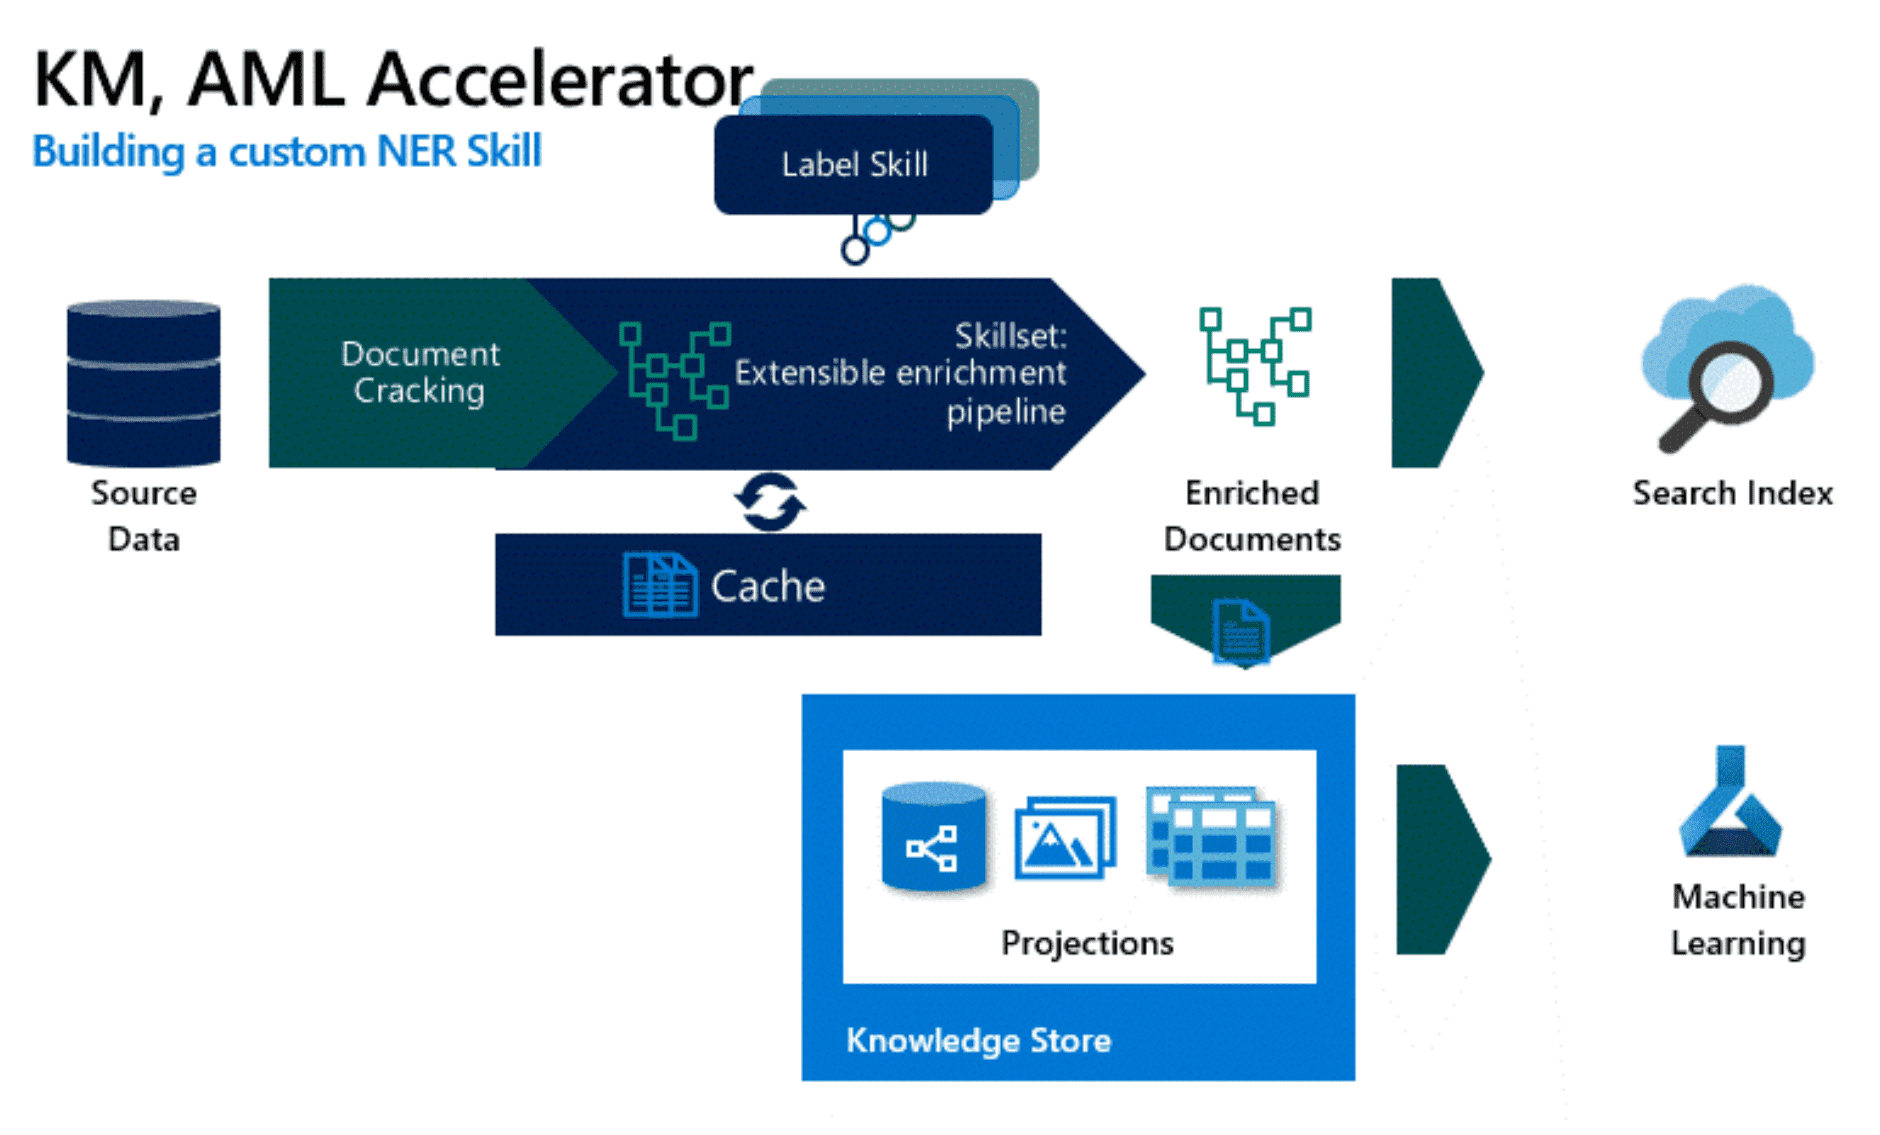 KM, AML Accelerator
Building a custom NER Skill
Label Skill
Document
Cracking
Skillset:
Extensible enrichment
pipeline
Source
Data
Enriched
Documents
Search Index
Cache
Projections
Knowledge Store
Machine
Learning